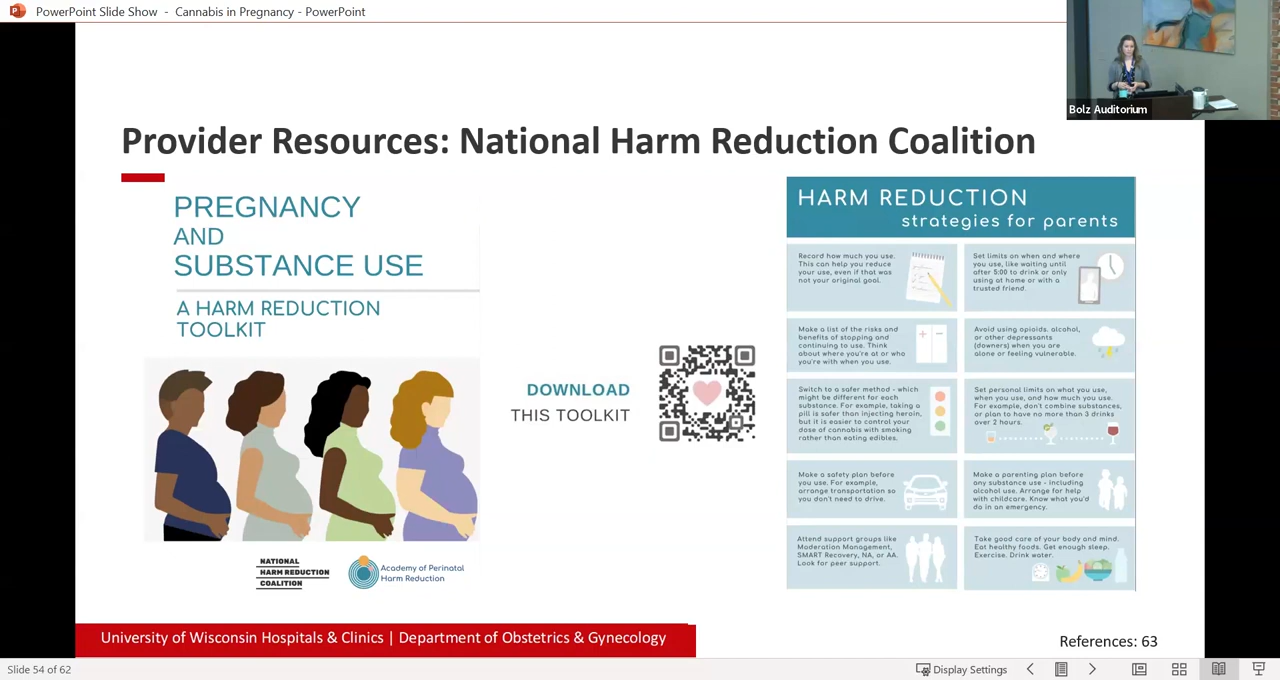 PowerPoint Slide Show - Cannabis in Pregnancy - PowerPoint
Bolz Auditorium
Provider Resources: National Harm Reduction Coalition
PREGNANCY
AND
SUBSTANCE USE
A HARM REDUCTION
TOOLKIT
NATIONAL
HARM REDUCTION
COALITION
Academy of Perinatal
Harm Reduction
DOWNLOAD
THIS TOOLKIT
HARM REDUCTION
strategies for parents
Record how much you use.
This can help you reduce
your use, even if that was
not your original goal.
Set limits on when and where
you use, like waiting until
after 5:00 to drink or only
using at home or with a
trusted friend.
Make a list of the risks and
benefits of stopping and
continuing to use. Think
about where you're at or who
you're with when you use.
Avoid using opioids, alcohol,
or other depressants
(downers) when you are
alone or feeling vulnerable.
Switch to a safer method - which
might be different for each
substance. For example, taking a
pill is safer than injecting heroin,
but it is easier to control your
dose of cannabis with smoking
rather than eating edibles.
Set personal limits on what you use,
when you use, and how much you use.
For example, don't combine substances,
or plan to have no more than 3 drinks
over 2 hours.
Make a safety plan before
you use. For example,
arrange transportation so
you don't need to drive.
Make a parenting plan before
any substance use - including
alcohol use. Arrange for help
with childcare. Know what you'd
do in an emergency.
Attend support groups like
Moderation Management,
SMART Recovery, NA, or AA.
Look for peer support.
Take good care of your body and mind.
Eat healthy foods. Get enough sleep.
Exercise. Drink water.
University of Wisconsin Hospitals & Clinics | Department of Obstetrics & Gynecology
References: 63
Slide 54 of 62
Display Settings